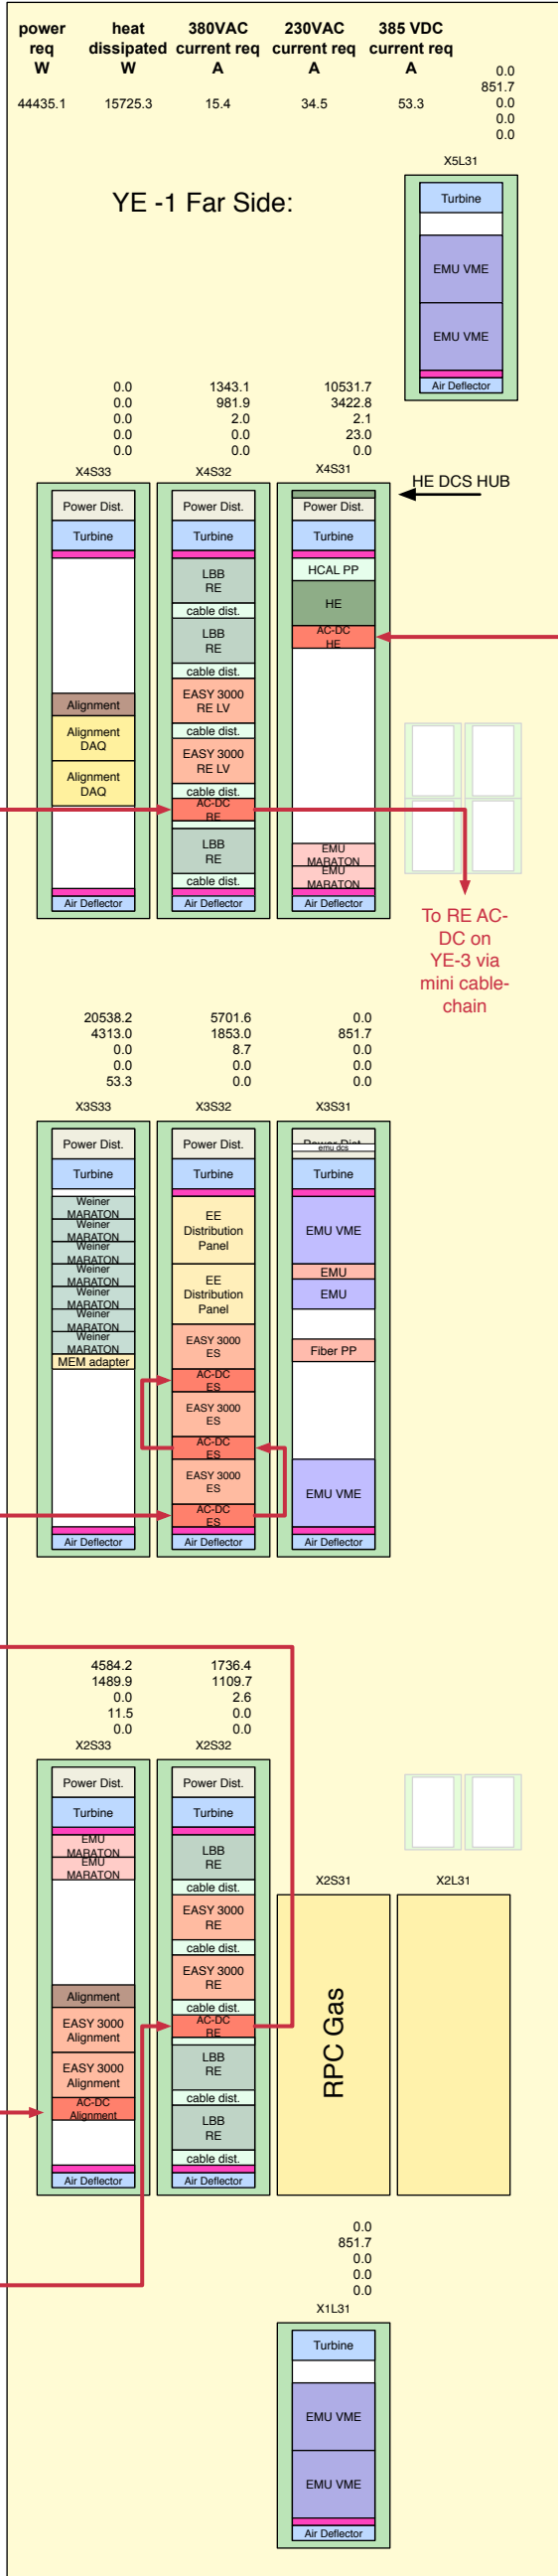 power heat 380VAC 230VAC 385 VDC
req dissipated current req current req current req
W W A A A
0.0
851.7
44435.1 15725.3 15.4 34.5 53.3 0.0
0.0
0.0
X5L31
YE -1 Far Side:
Turbine
EMU VME
EMU VME
Air Deflector
0.0 1343.1 10531.7
0.0 981.9 3422.8
0.0 2.0 2.1
0.0 0.0 23.0
0.0 0.0 0.0
X4S33 X4S32 X4S31
HE DCS HUB
Power Dist.
Turbine
Alignment
Alignment
DAQ
Alignment
DAQ
Air Deflector
Power Dist.
Turbine
LBB
RE
cable dist.
LBB
RE
cable dist.
EASY 3000
RE LV
cable dist.
EASY 3000
RE LV
cable dist.
AC-DC
RE
LBB
RE
cable dist.
Air Deflector
Power Dist.
Turbine
HCAL PP
HE
AC-DC
HE
EMU
MARATON
EMU
MARATON
Air Deflector
To RE AC-
DC on
YE-3 via
mini cable-
chain
20538.2 5701.6 0.0
4313.0 1853.0 851.7
0.0 8.7 0.0
0.0 0.0 0.0
53.3 0.0 0.0
X3S33 X3S32 X3S31
Power Dist.
Turbine
Weiner
MARATON
Weiner
MARATON
Weiner
MARATON
Weiner
MARATON
Weiner
MARATON
Weiner
MARATON
Weiner
MARATON
MEM adapter
Air Deflector
Power Dist.
Turbine
EE
Distribution
Panel
EE
Distribution
Panel
EASY 3000
ES
AC-DC
ES
EASY 3000
ES
AC-DC
ES
EASY 3000
ES
AC-DC
ES
Air Deflector
Power Dist.
emu dcs
Turbine
EMU VME
EMU
EMU
Fiber PP
EMU VME
Air Deflector
4584.2 1736.4
1489.9 1109.7
0.0 2.6
11.5 0.0
0.0 0.0
X2S33 X2S32
Power Dist.
Turbine
EMU
MARATON
EMU
MARATON
Alignment
EASY 3000
Alignment
EASY 3000
Alignment
AC-DC
Alignment
Air Deflector
Power Dist.
Turbine
LBB
RE
cable dist.
EASY 3000
RE
cable dist.
EASY 3000
RE
cable dist.
AC-DC
RE
LBB
RE
cable dist.
LBB
RE
cable dist.
Air Deflector
X2S31 X2L31
RPC Gas
0.0
851.7
0.0
0.0
0.0
X1L31
Turbine
EMU VME
EMU VME
Air Deflector